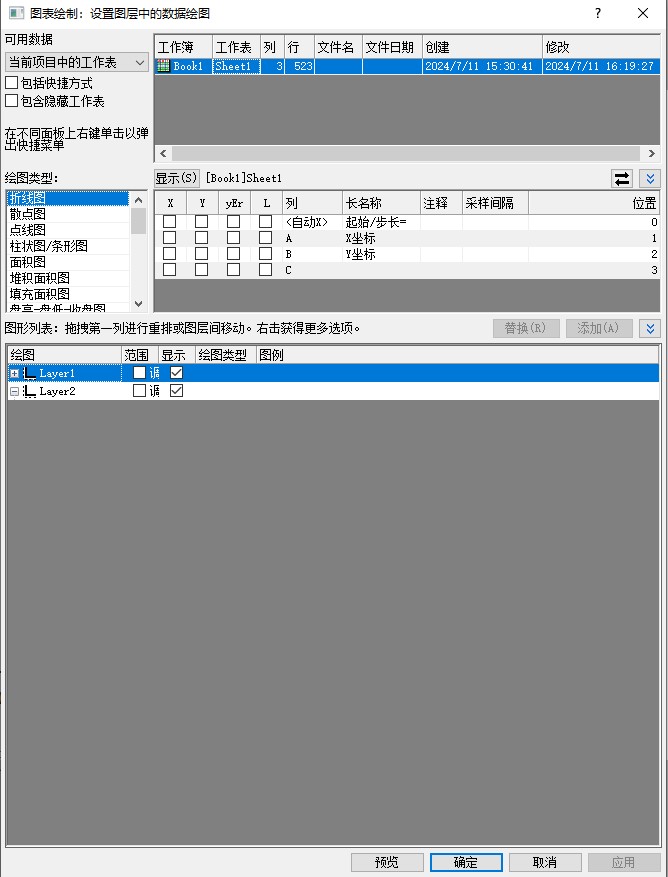 图表绘制：设置图层中的数据绘图
可用数据
当前项目中的工作表
包括快捷方式
包含隐藏工作表
在不同面板上右键单击以弹
出快捷菜单
工作簿 工作表 列 行 文件名 文件日期 创建 修改
Book1 Sheet1 3 523 2024/7/11 15:30:41 2024/7/11 16:19:27
绘图类型：
折线图
散点图
点线图
柱状图/条形图
面积图
堆积面积图
填充面积图
盘高-盘低-收盘图
显示(S) [Book1]Sheet1
X Y yEr L 列 长名称 注释 采样间隔 位置
<自动X> 起始/步长= 0
A X坐标 1
B Y坐标 2
C 3
图形列表：拖拽第一列进行重排或图层间移动。右击获得更多选项。
替换(R) 添加(A)
绘图 范围 显示 绘图类型 图例
Layer1
Layer2
预览 确定 取消 应用